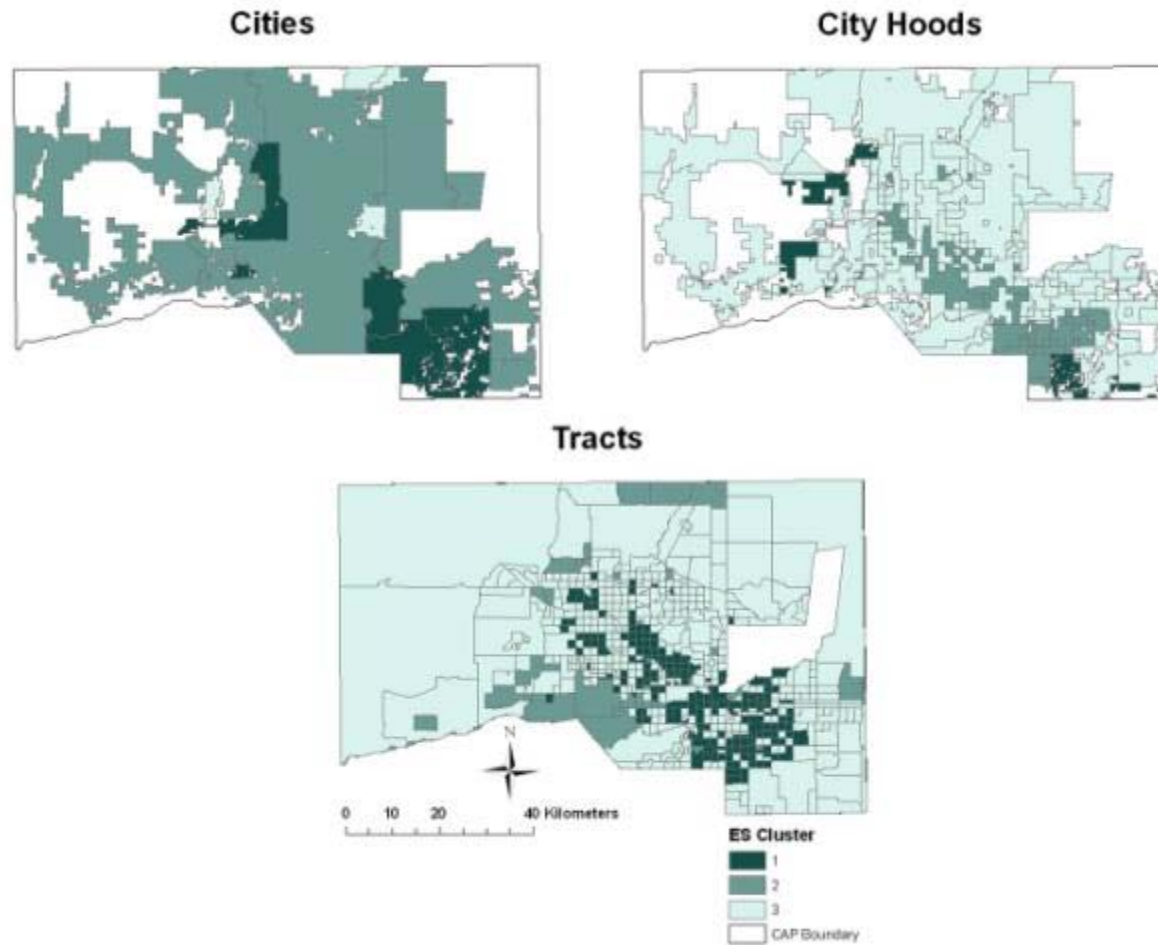 Cities
City Hoods
Tracts
N
0 10 20 40 Kilometers
ES Cluster
1
2
3
CAP Boundary